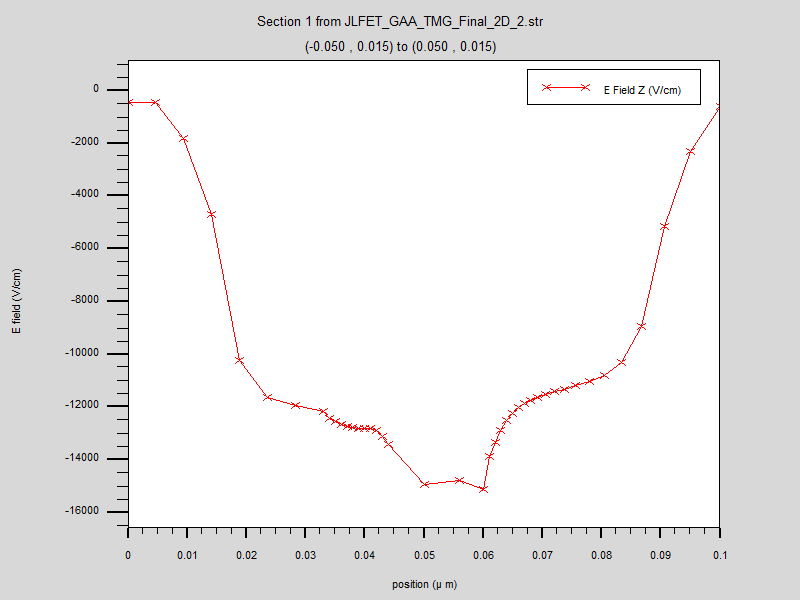 Section 1 from JLFET_GAA_TMG_Final_2D_2.str
(-0.050 , 0.015) to (0.050 , 0.015)
E Field Z (V/cm)
0
-2000
-4000
-6000
-8000
-10000
-12000
-14000
-16000
E field (V/cm)
0 0.01 0.02 0.03 0.04 0.05 0.06 0.07 0.08 0.09 0.1
position (µ m)